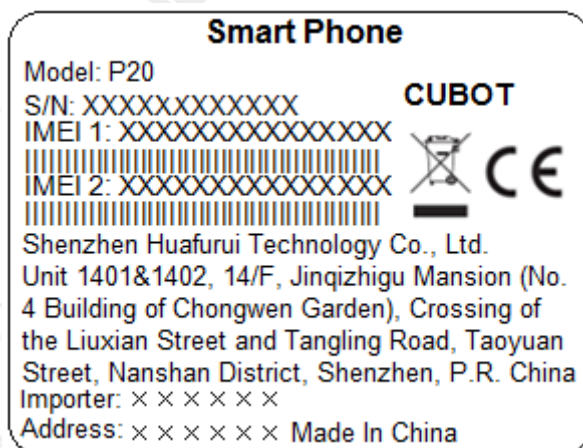 Smart Phone
Model: P20
CUBOT
S/N: XXXXXXXXXXXXX
IMEI 1: XXXXXXXXXXXXXXX
IMEI 2: XXXXXXXXXXXXXXX
CE
Shenzhen Huafurui Technology Co., Ltd.
Unit 1401&1402, 14/F, Jinqizhigu Mansion (No.
4 Building of Chongwen Garden), Crossing of
the Liuxian Street and Tangling Road, Taoyuan
Street, Nanshan District, Shenzhen, P.R. China
Importer: × × × × × ×
Address: × × × × × × Made In China